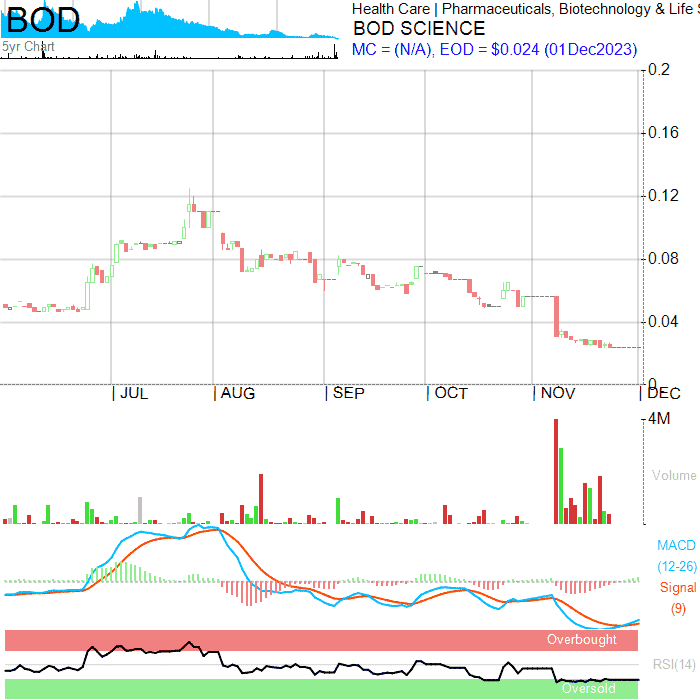 BOD
5yr Chart
Health Care | Pharmaceuticals, Biotechnology & Life S
BOD SCIENCE
MC = (N/A), EOD = $0.024 (01Dec2023)
0.2
0.16
0.12
0.08
0.04
0
| JUL | AUG | SEP | OCT | NOV | DEC
4M
Volume
MACD
(12-26)
Signal
(9)
Overbought
RSI(14)
Oversold